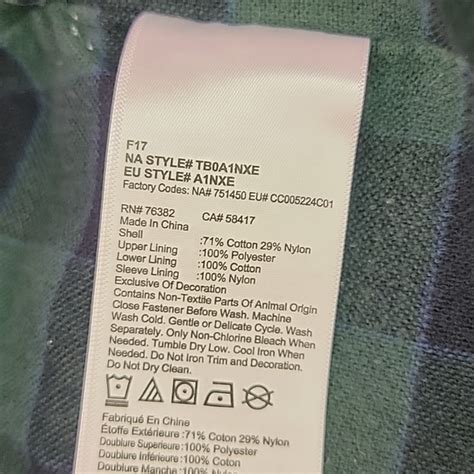 F17
NA STYLE# TB0A1NXE
EU STYLE# A1NXE
Factory Codes: NA# 751450 EU# CC005224C01
RN# 76382 CA# 58417
Made In China
Shell :71% Cotton 29% Nylon
Upper Lining :100% Polyester
Lower Lining :100% Cotton
Sleeve Lining :100% Nylon
Exclusive Of Decoration
Contains Non-Textile Parts Of Animal Origin
Close Fastener Before Wash. Machine
Wash Cold. Gentle or Delicate Cycle. Wash
Separately. Only Non-Chlorine Bleach When
Needed. Tumble Dry Low. Cool Iron When
Needed. Do Not Iron Trim and Decoration.
Do Not Dry Clean.
Fabriqué En Chine
Étoffe Extérieure :71% Coton 29% Nylon
Doublure Superieure :100% Polyester
Doublure Inférieure :100% Coton
Doublure Manche :100% Nylon